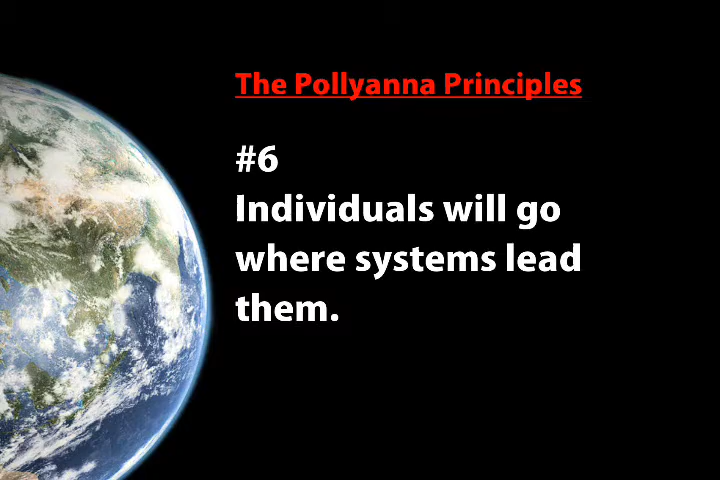 The Pollyanna Principles
#6
Individuals will go
where systems lead
them.